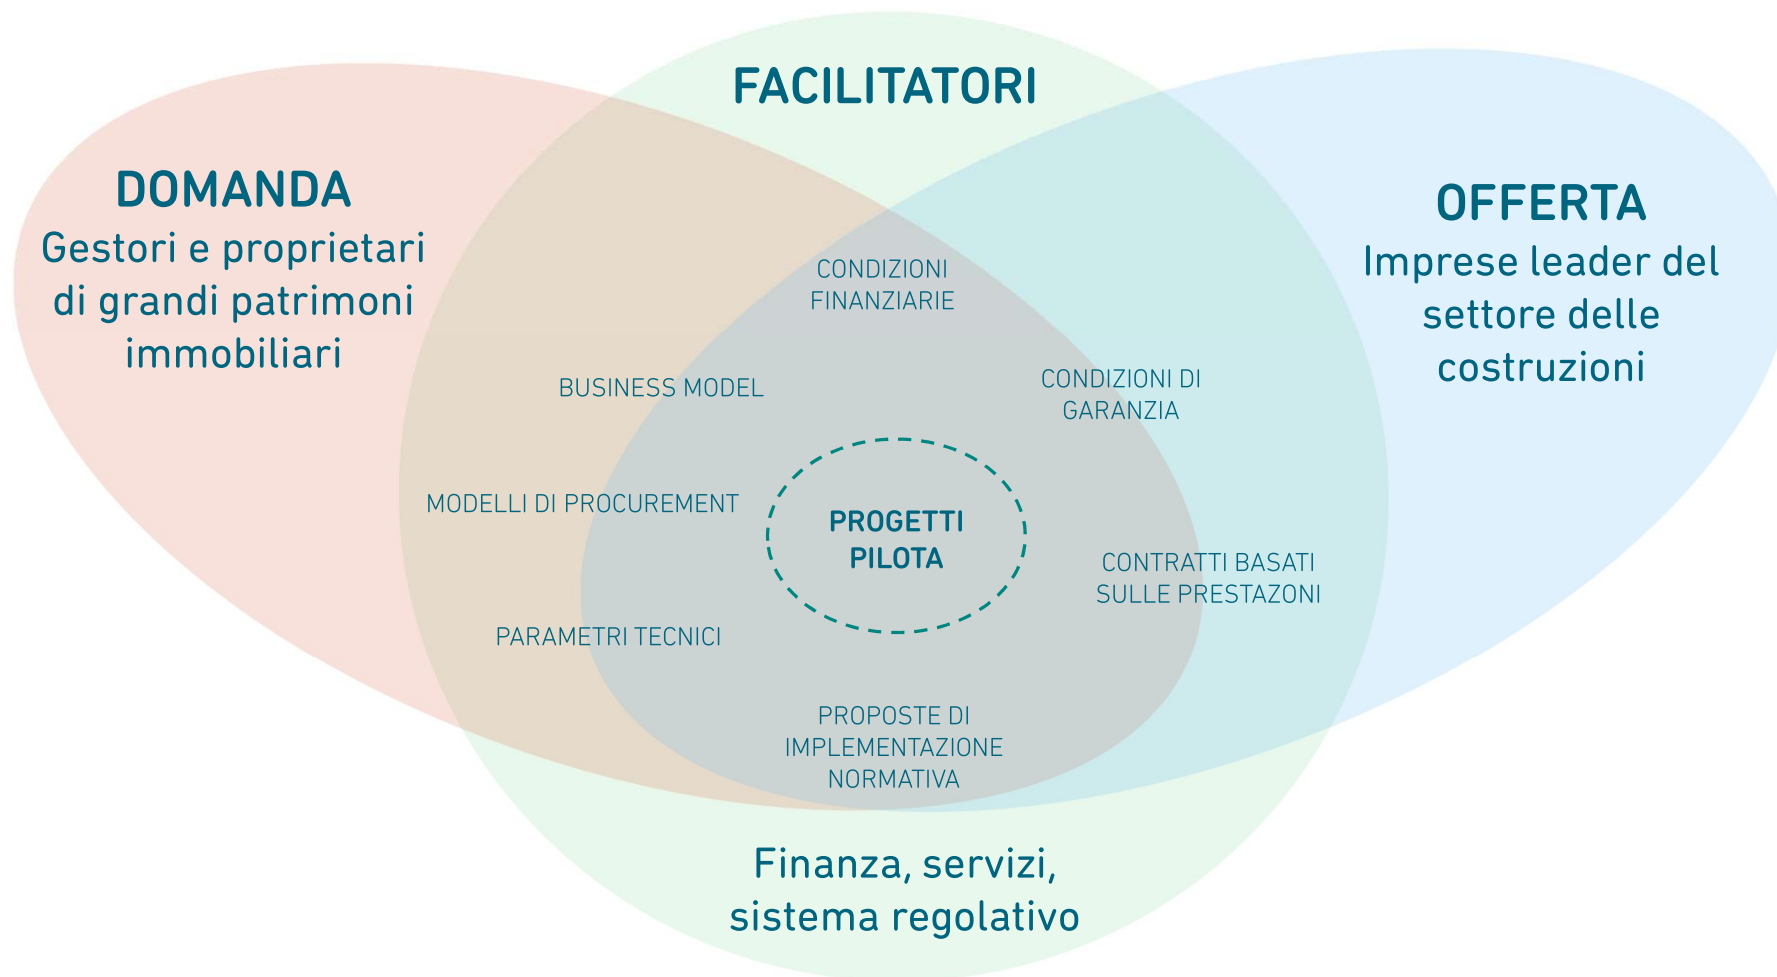 FACILITATORI
DOMANDA
Gestori e proprietari
di grandi patrimoni
immobiliari
OFFERTA
Imprese leader del
settore delle
costruzioni
CONDIZIONI
FINANZIARIE
BUSINESS MODEL
CONDIZIONI DI
GARANZIA
MODELLI DI PROCUREMENT
PROGETTI
PILOTA
CONTRATTI BASATI
SULLE PRESTAZONI
PARAMETRI TECNICI
PROPOSTE DI
IMPLEMENTAZIONE
NORMATIVA
Finanza, servizi,
sistema regolativo